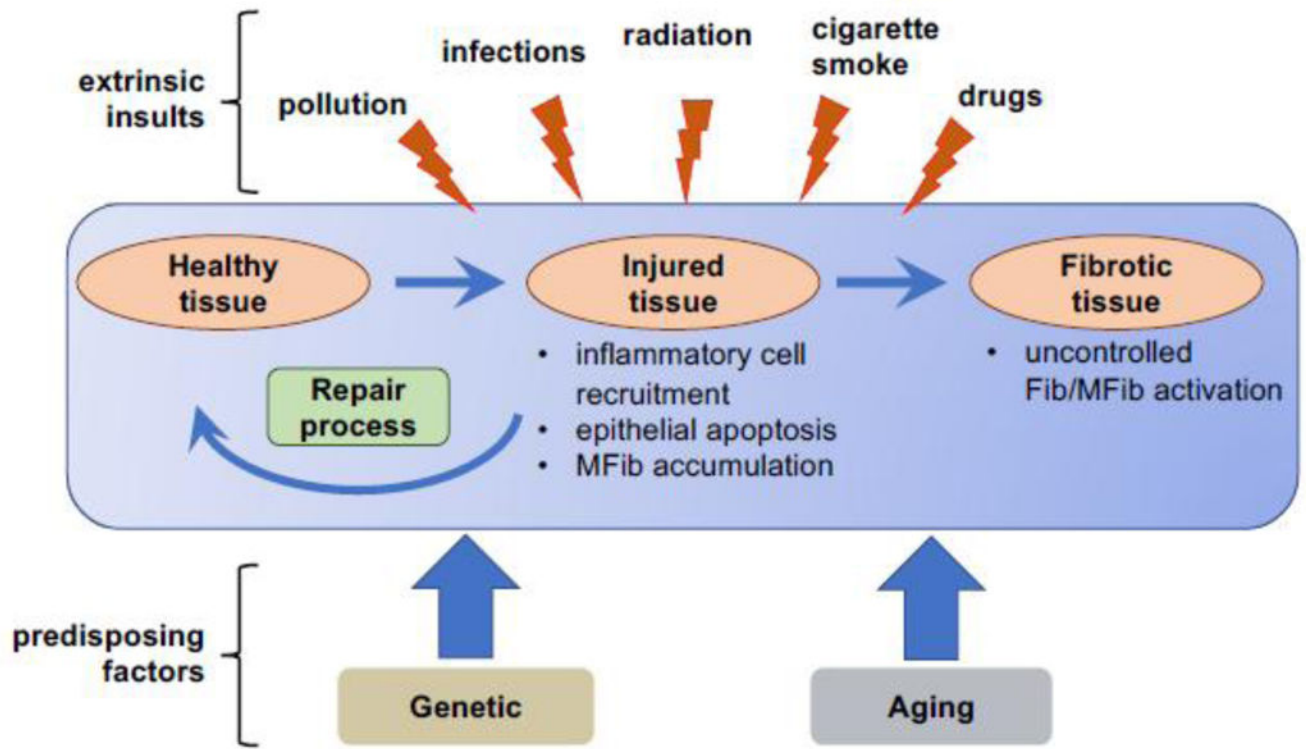 extrinsic
insults
pollution
infections
radiation
cigarette
smoke
drugs
Healthy
tissue
Injured
tissue
Fibrotic
tissue
Repair
process
• inflammatory cell
recruitment
• epithelial apoptosis
• MFib accumulation
• uncontrolled
Fib/MFib activation
predisposing
factors
Genetic
Aging